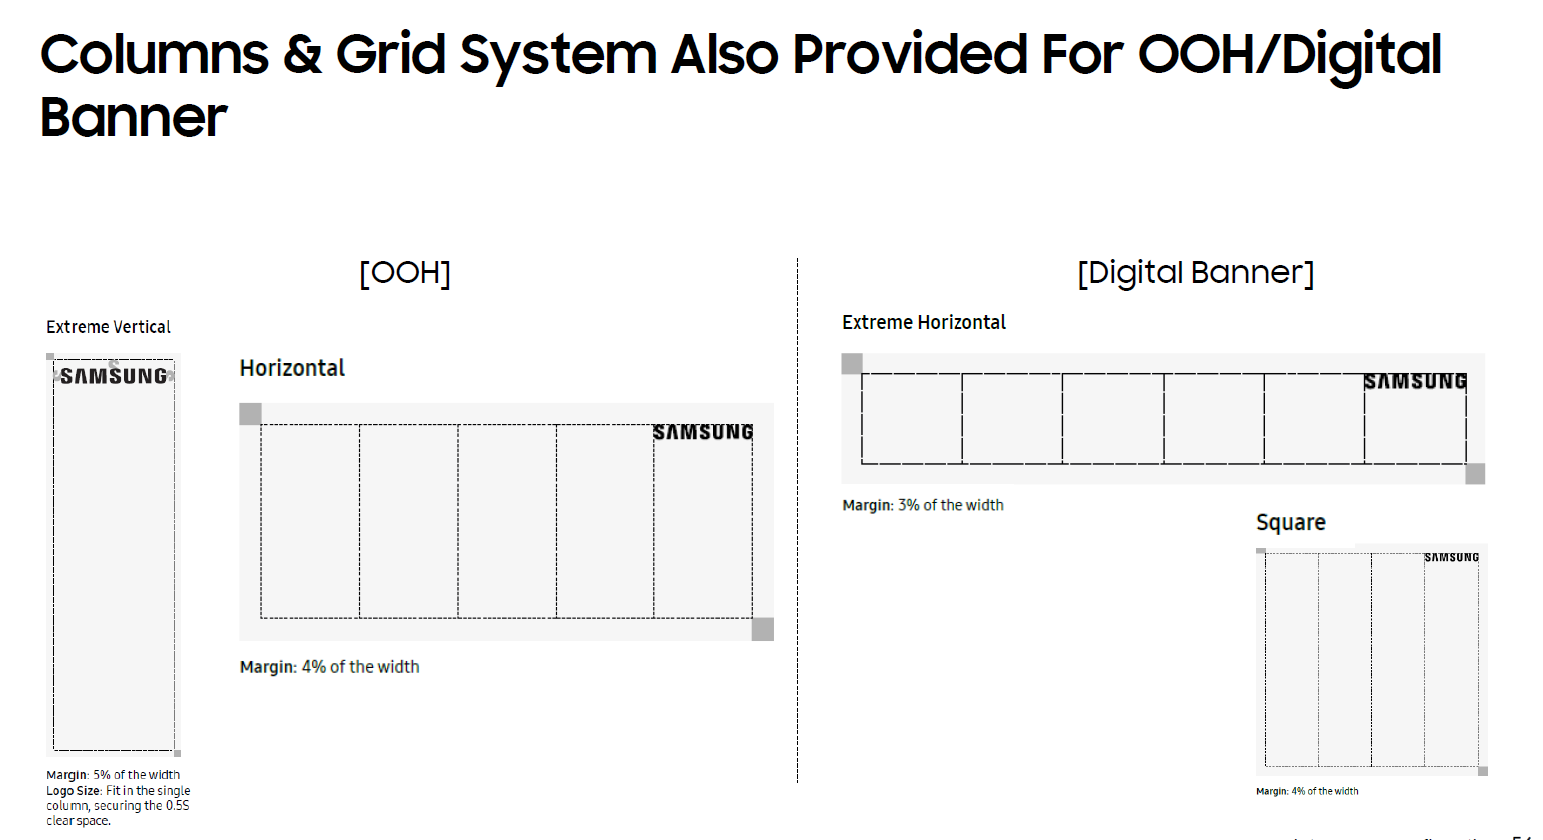 Columns & Grid System Also Provided For OOH/Digital
Banner
[OOH]
Extreme Vertical
SAMSUNG
Margin: 5% of the width
Logo Size: Fit in the single
column, securing the 0.5S
clear space.
Horizontal
SAMSUNG
Margin: 4% of the width
[Digital Banner]
Extreme Horizontal
SAMSUNG
Margin: 3% of the width
Square
SAMSUNG
Margin: 4% of the width